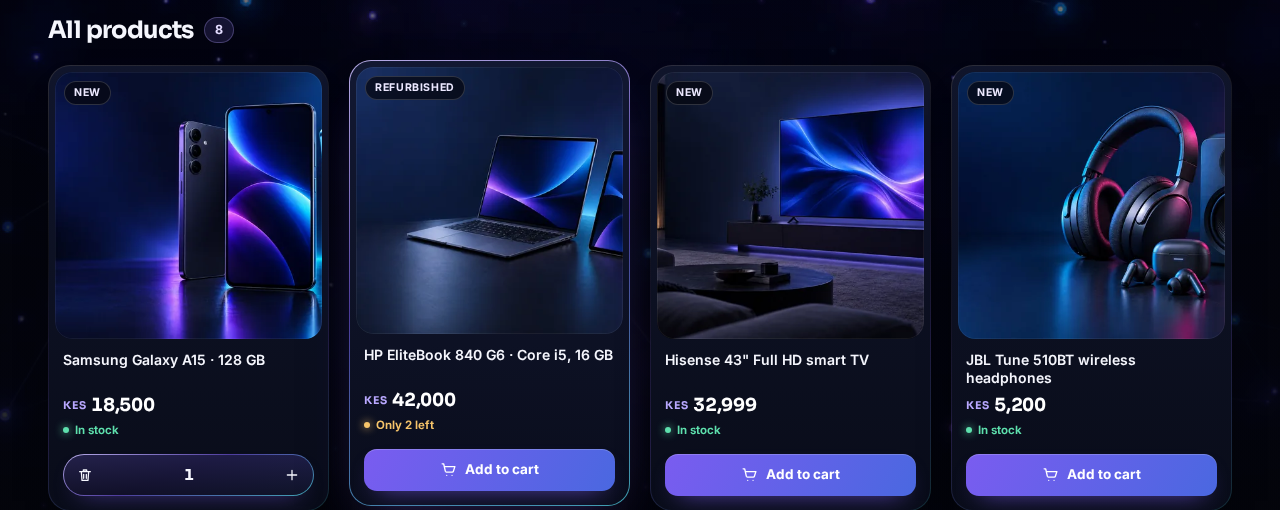 All products 8
NEW
REFURBISHED
NEW
NEW
Samsung Galaxy A15 · 128 GB
HP EliteBook 840 G6 · Core i5, 16 GB
Hisense 43" Full HD smart TV
JBL Tune 510BT wireless
headphones
KES 18,500
KES 42,000
KES 32,999
KES 5,200
In stock
Only 2 left
In stock
In stock
1
Add to cart
Add to cart
Add to cart